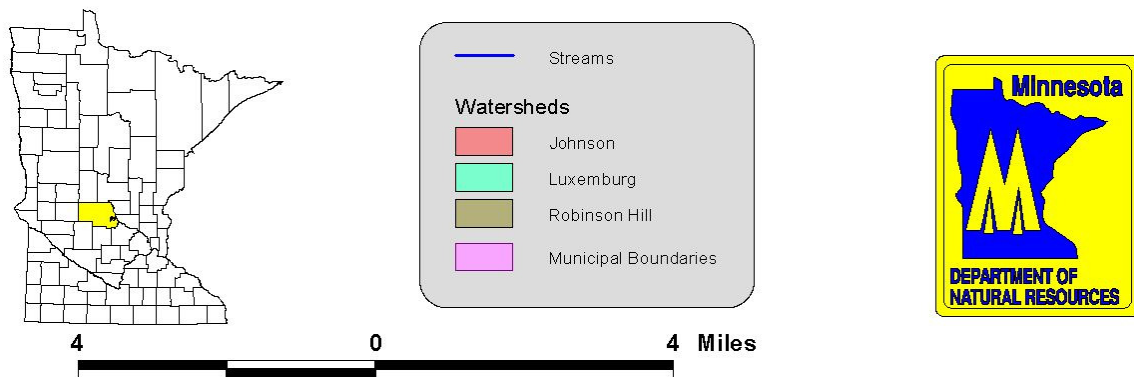 Streams
Watersheds
Johnson
Luxemburg
Robinson Hill
Municipal Boundaries
Minnesota
M
DEPARTMENT OF
NATURAL RESOURCES
4 0 4 Miles